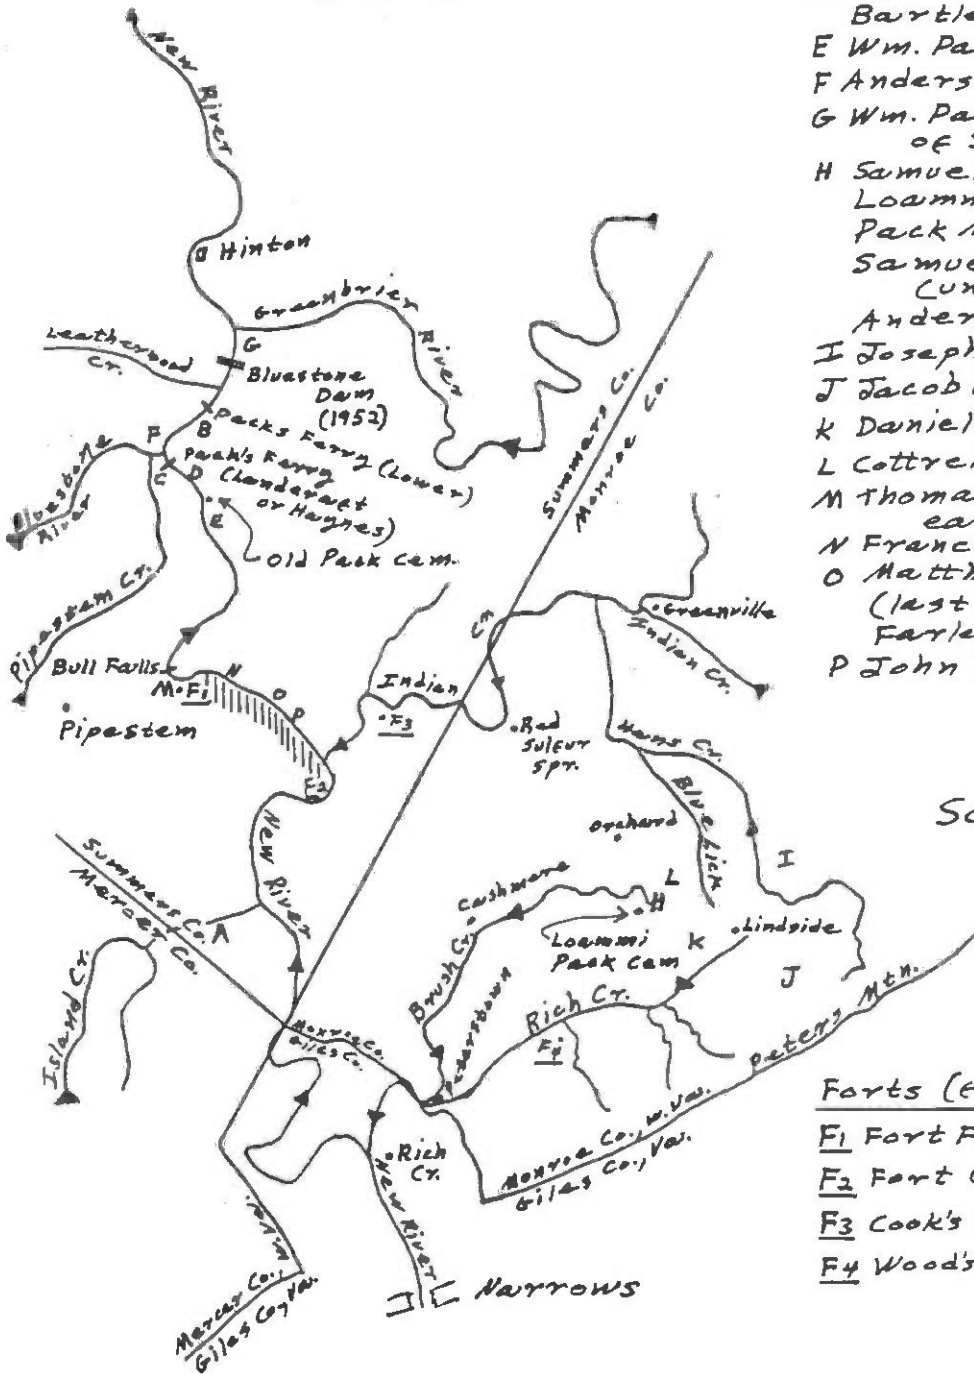 New River
Hinton
Greenbrier
River
G
Leatherwood
Cr.
Bluestone
Dam
(1952)
B
Packs Ferry (Lower)
F
C
D
Pack's Ferry
(Landcraft
or Haynes)
E
Bluestone
River
Old Pack Cem.
Pipestem Cr.
Bull Falls
M
F1
N
O
P
Pipestem
F2
Indian
Cr.
F3
Summers Co.
Monroe Co.
Greenville
Indian Cr.
Red
Sulfur
Spr.
Hans Cr.
Blue Lick
Orchard
I
New River
Summers Co.
Mercer Co.
A
Island Cr.
Cashmere
L
H
Loammi
Pack Cem
K
Lindside
J
Brush Cr.
Peterstown
Rich Cr.
F4
Peters Mtn.
Monroe Co.
Giles Co.
Monroe Co., W.Va.
Giles Co., Va.
Rich
Cr.
New River
Narrows
W.Va.
Mercer Co.,
Giles Co., Va.
Bartle
E Wm. Pa
F Anders
G Wm. Pa
of
H Samue
Loamm
Pack
Samue
(un
Ander
I Joseph
J Jacob
K Daniel
L Cottre
M Thoma
ea
N Franc
O Matth
(last
Farle
P John
Sc
Forts (
F1 Fort F
F2 Fort
F3 Cook's
F4 Wood's